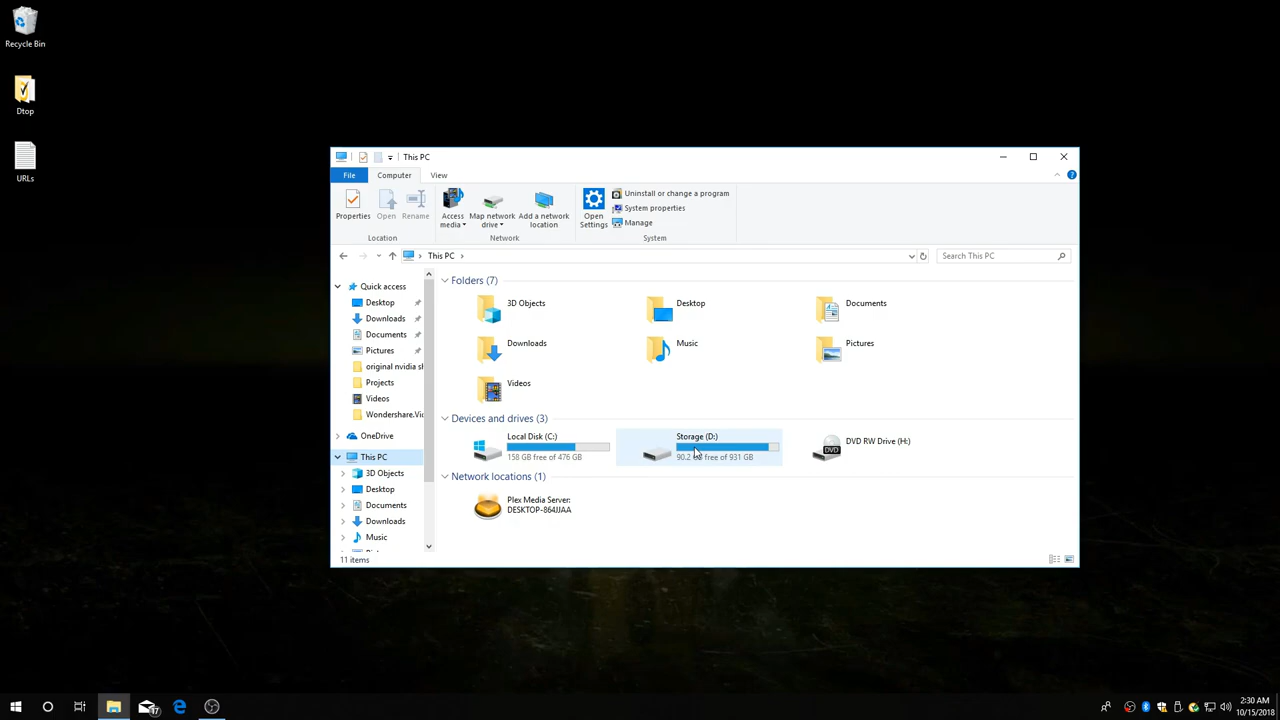 Recycle Bin
Dtop
URLs
This PC
File Computer View
Properties Open Rename
Access media Map network drive Add a network location
Open Settings
Uninstall or change a program
System properties
Manage
Location Network System
This PC
Search This PC
Quick access
Desktop
Downloads
Documents
Pictures
original nvidia sh
Projects
Videos
Wondershare.Vid
OneDrive
This PC
3D Objects
Desktop
Documents
Downloads
Music
Folders (7)
3D Objects Desktop Documents
Downloads Music Pictures
Videos
Devices and drives (3)
Local Disk (C:)
158 GB free of 476 GB
Storage (D:)
90.2 free of 931 GB
DVD RW Drive (H:)
DVD
Network locations (1)
Plex Media Server:
DESKTOP-864JJAA
11 items
17
2:30 AM
10/15/2018